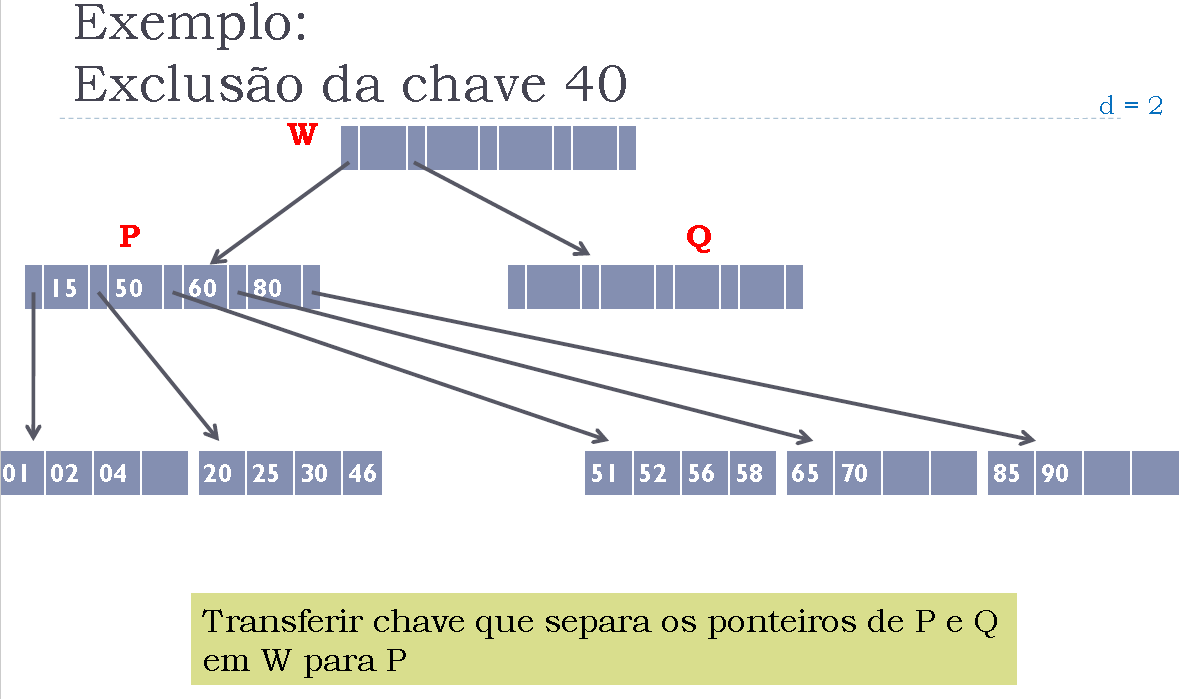 Exemplo:
Exclusão da chave 40
d = 2
W
P
Q
15 50 60 80
01 02 04 20 25 30 46 51 52 56 58 65 70 85 90
Transferir chave que separa os ponteiros de P e Q
em W para P